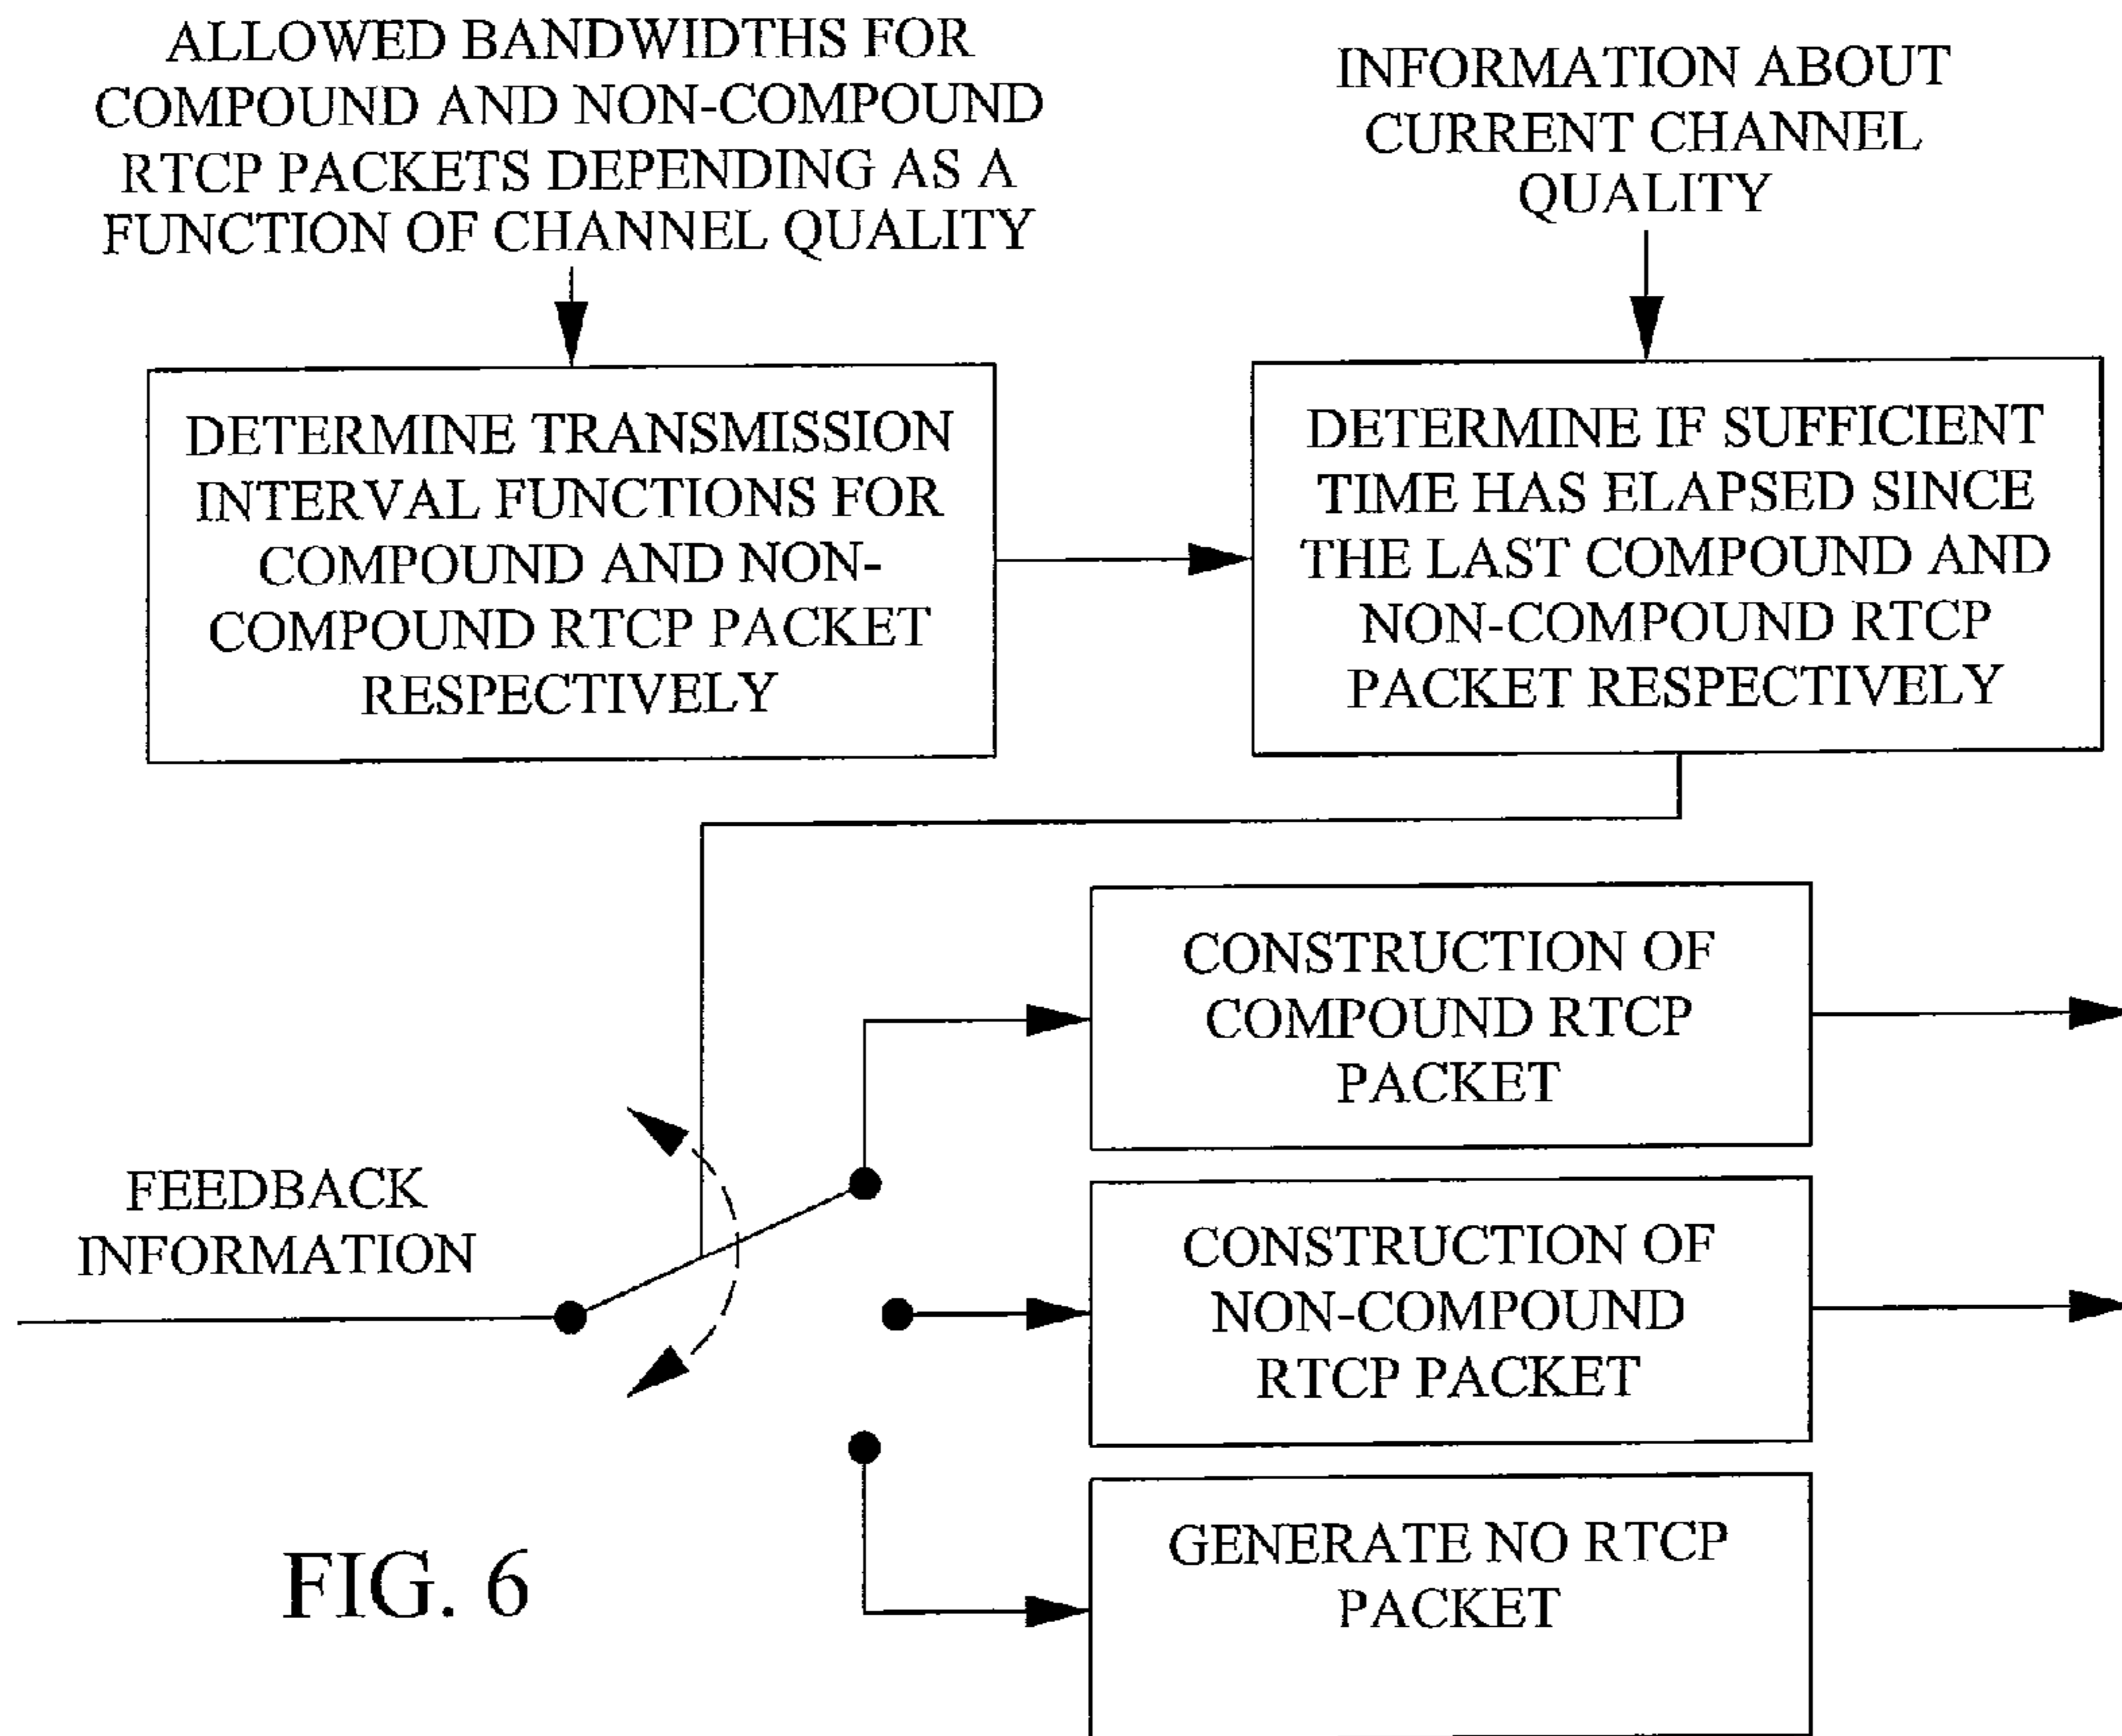 ALLOWED BANDWIDTHS FOR
COMPOUND AND NON-COMPOUND
RTCP PACKETS DEPENDING AS A
FUNCTION OF CHANNEL QUALITY
INFORMATION ABOUT
CURRENT CHANNEL
QUALITY
DETERMINE TRANSMISSION
INTERVAL FUNCTIONS FOR
COMPOUND AND NON-
COMPOUND RTCP PACKET
RESPECTIVELY
DETERMINE IF SUFFICIENT
TIME HAS ELAPSED SINCE
THE LAST COMPOUND AND
NON-COMPOUND RTCP
PACKET RESPECTIVELY
CONSTRUCTION OF
COMPOUND RTCP
PACKET
FEEDBACK
INFORMATION
CONSTRUCTION OF
NON-COMPOUND
RTCP PACKET
GENERATE NO RTCP
PACKET
FIG. 6